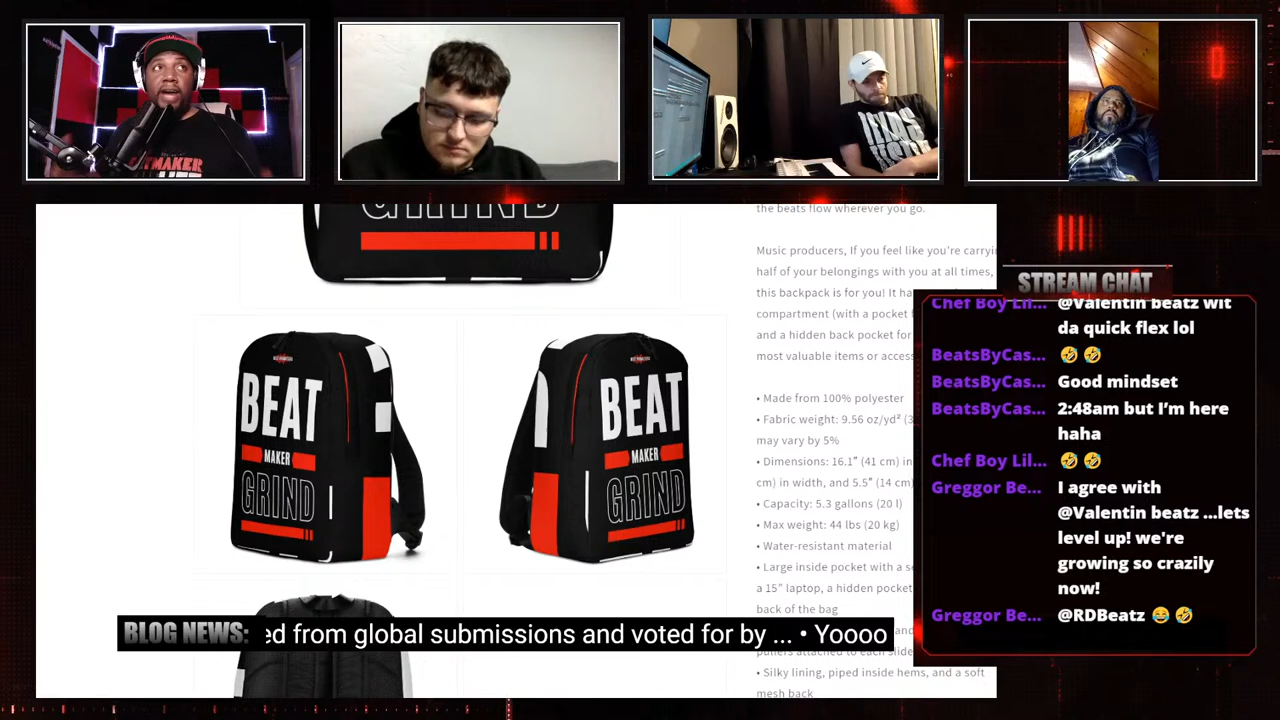 GRIND
the beats flow wherever you go.
Music producers, If you feel like you're carryin
half of your belongings with you at all times,
this backpack is for you! It ha
compartment (with a pocket
and a hidden back pocket for
most valuable items or access
• Made from 100% polyester
• Fabric weight: 9.56 oz/yd² (3
may vary by 5%
• Dimensions: 16.1″ (41 cm) in
cm) in width, and 5.5″ (14 cm)
• Capacity: 5.3 gallons (20 l)
• Max weight: 44 lbs (20 kg)
• Water-resistant material
• Large inside pocket with a se
a 15” laptop, a hidden pocket
back of the bag
• Silky lining, piped inside hems, and a soft
mesh back
BEAT
MAKER
GRIND
BEAT
MAKER
GRIND
STREAM CHAT
Chef Boy Lil... @Valentin beatz wit
da quick flex lol
BeatsByCas... 🤣 🤣
BeatsByCas... Good mindset
BeatsByCas... 2:48am but I’m here
haha
Chef Boy Lil... 🤣 🤣
Greggor Be... I agree with
@Valentin beatz ...lets
level up! we're
growing so crazily
now!
Greggor Be... @RDBeatz 😂 🤣
BLOG NEWS: ed from global submissions and voted for by ... • Yoooo